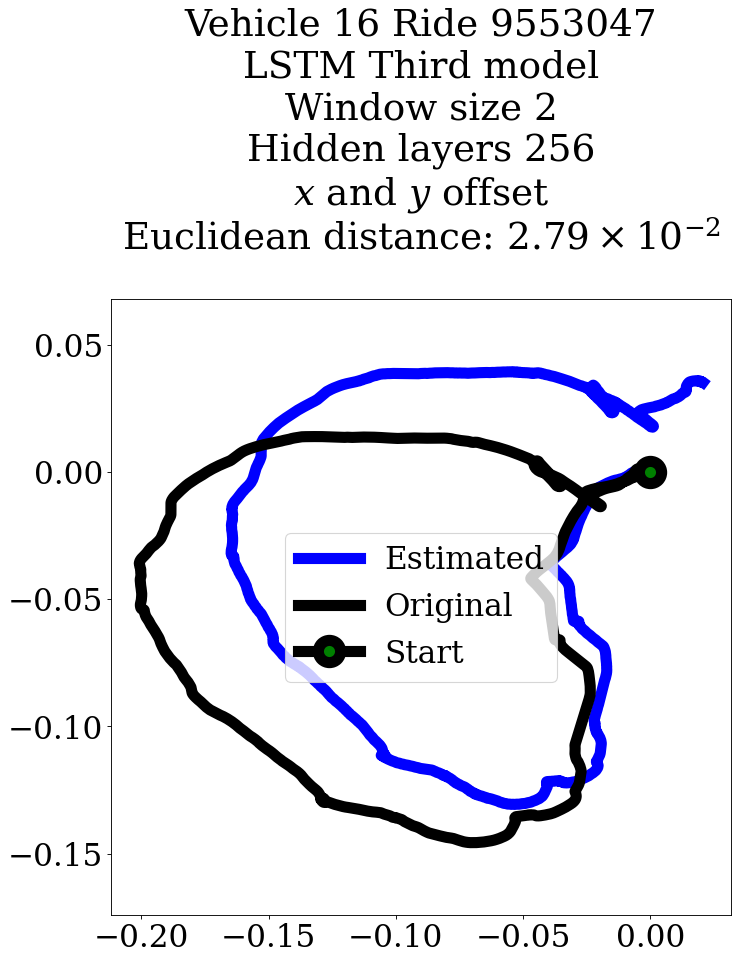 Vehicle 16 Ride 9553047
LSTM Third model
Window size 2
Hidden layers 256
x and y offset
Euclidean distance: 2.79 × 10⁻²
0.05
0.00
−0.05
−0.10
−0.15
Estimated
Original
Start
−0.20 −0.15 −0.10 −0.05 0.00